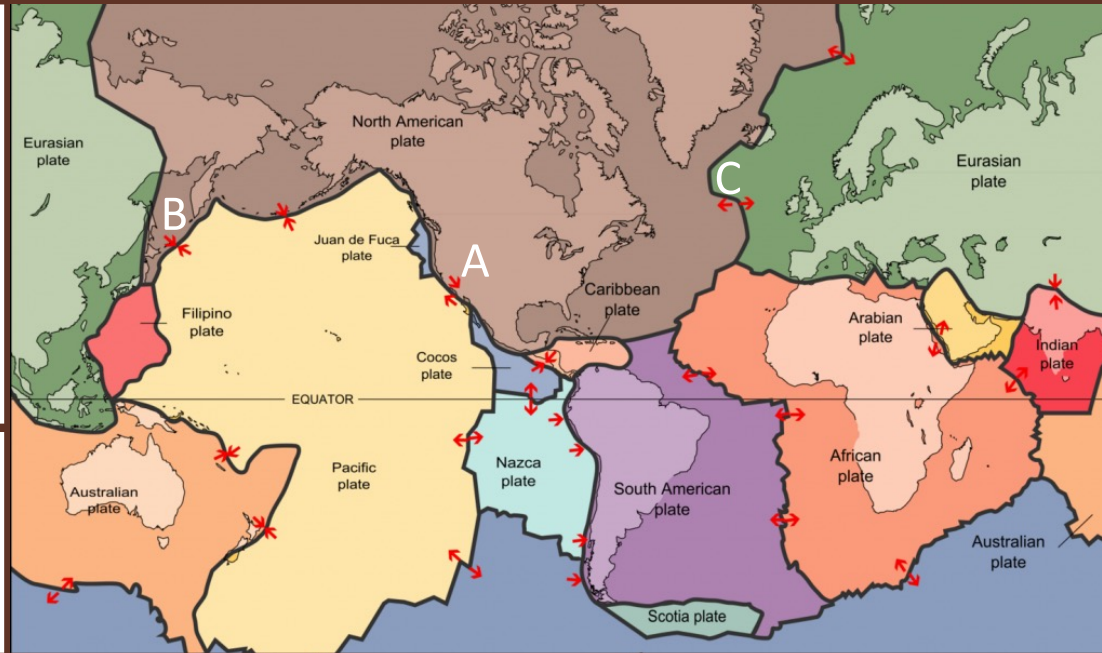 North American
plate
Eurasian
plate
Eurasian
plate
C
B
Juan de Fuca
plate
A
Caribbean
plate
Filipino
plate
Arabian
plate
Indian
plate
Cocos
plate
EQUATOR
Pacific
plate
Nazca
plate
African
plate
Australian
plate
South American
plate
Australian
plate
Scotia plate